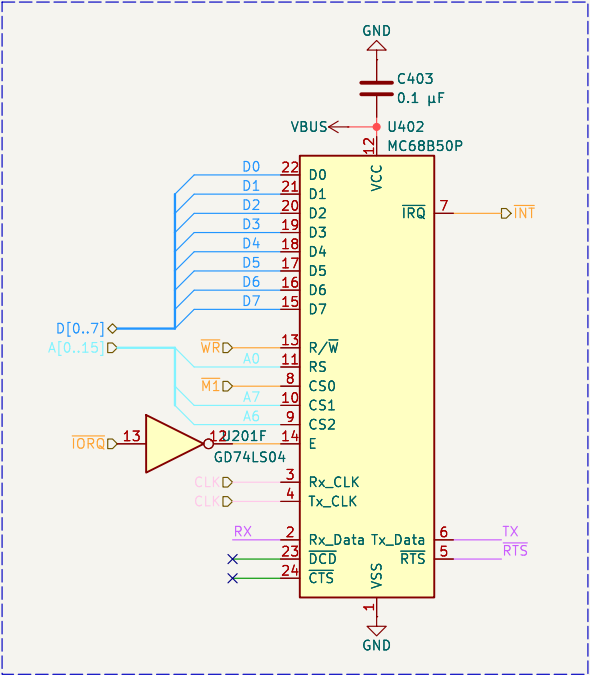 GND
C403
0.1 µF
VBUS
U402
MC68B50P
12
VCC
D0 22 D0
D1 21 D1
D2 20 D2
IRQ 7 INT
D3 19 D3
D4 18 D4
D5 17 D5
D6 16 D6
D7 15 D7
D[0..7]
A[0..15]
WR 13 R/W
A0 11 RS
M1 8 CS0
A7 10 CS1
A6 9 CS2
IORQ 13 12 U201F 14 E
GD74LS04
CLK 3 Rx_CLK
CLK 4 Tx_CLK
RX 2 Rx_Data Tx_Data 6 TX
23 DCD RTS 5 RTS
24 CTS
VSS
1
GND